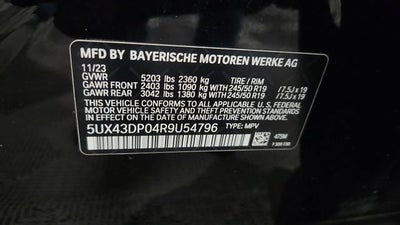 MFD BY BAYERISCHE MOTOREN WERKE AG
11/23
GVWR 5203 lbs 2360 kg TIRE / RIM
GAWR FRONT 2403 lbs 1090 kg WITH 245/50 R19 /7.5J x 19
GAWR REAR 3042 lbs 1380 kg WITH 245/50 R19 /7.5J x 19
THIS VEHICLE CONFORMS TO ALL APPLICABLE U.S. FEDERAL
MOTOR VEHICLE SAFETY STANDARDS IN EFFECT ON THE DATE OF
MANUFACTURE SHOWN ABOVE.
5UX43DP04R9U54796 TYPE: MPV 475M